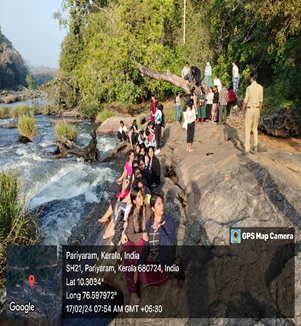 GPS Map Camera
Pariyaram, Kerala, India
SH21, Pariyaram, Kerala 680724, India
Lat 10.3034°
Long 76.597972°
17/02/24 07:54 AM GMT +05:30
Google